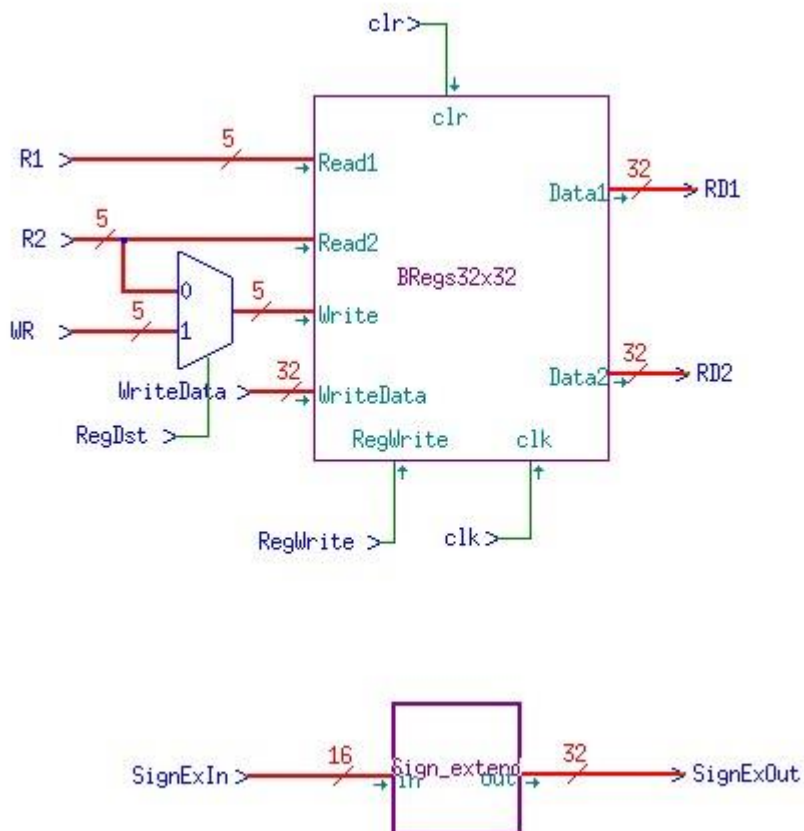 clr
clr
5
R1
Read1
32
Data1
RD1
5
R2
Read2
BRegs32x32
0
5
5
Write
WR
1
32
Data2
RD2
32
WriteData
WriteData
RegDst
RegWrite
clk
RegWrite
clk
16
32
Sign_extend
SignExIn
in
out
SignExOut